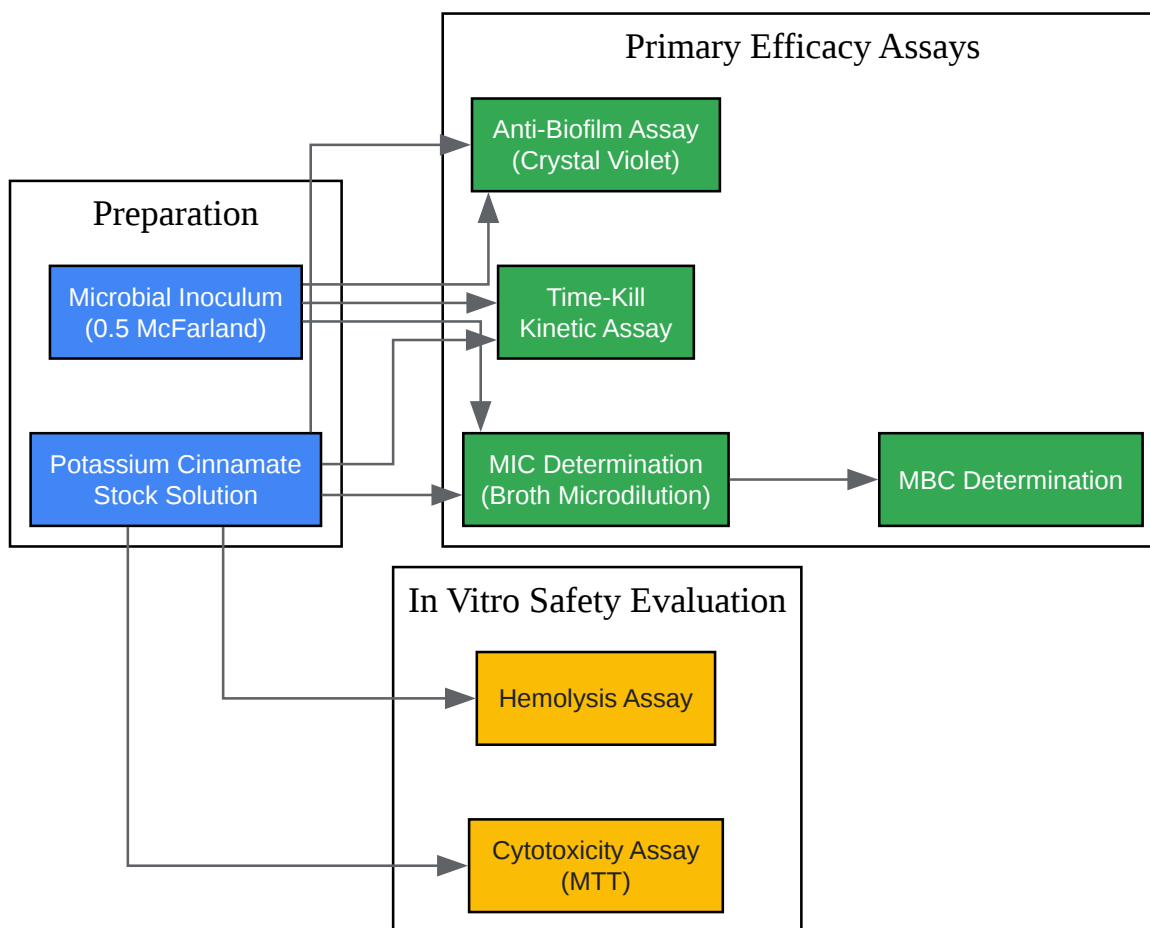 Primary Efficacy Assays
Anti-Biofilm Assay
(Crystal Violet)
Preparation
Microbial Inoculum
(0.5 McFarland)
Time-Kill
Kinetic Assay
Potassium Cinnamate
Stock Solution
MIC Determination
(Broth Microdilution)
MBC Determination
In Vitro Safety Evaluation
Hemolysis Assay
Cytotoxicity Assay
(MTT)